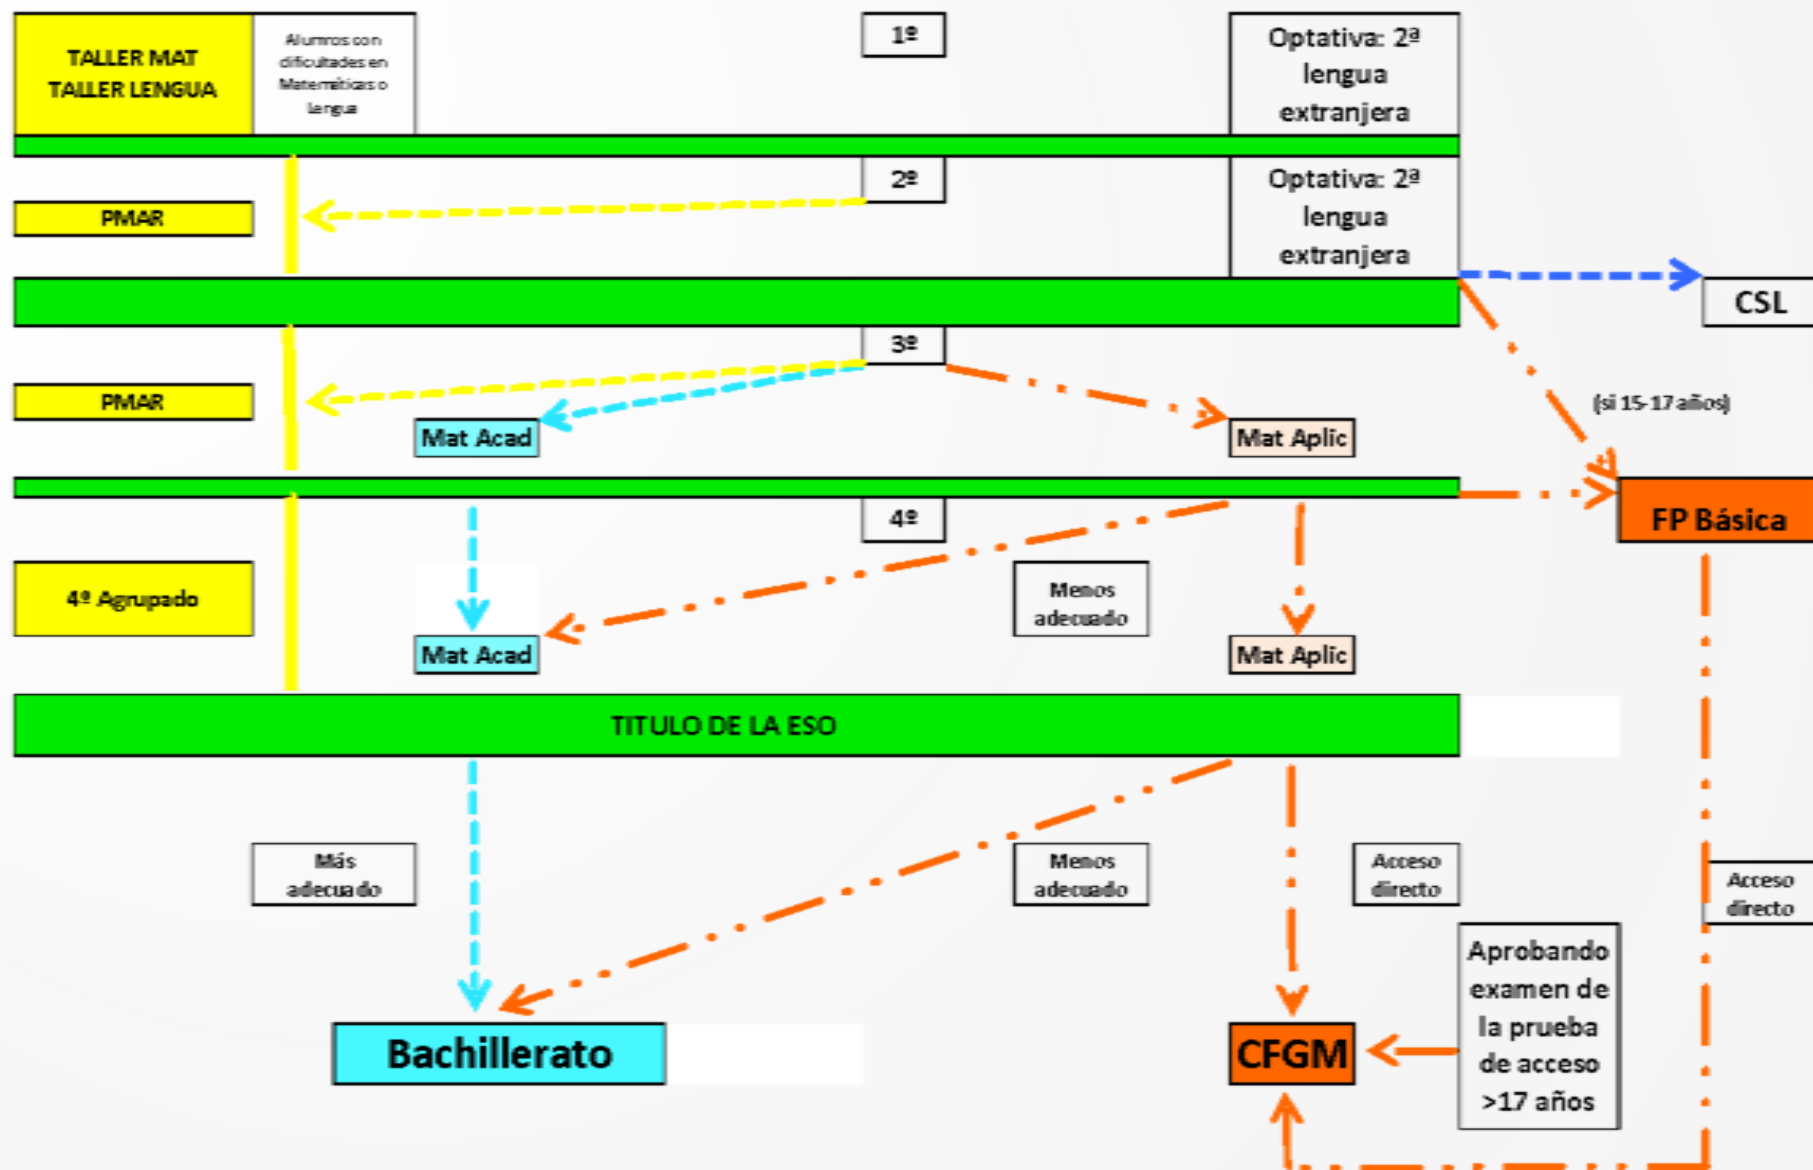 TALLER MAT
TALLER LENGUA
Alumnos con
dificultades en
Matemáticas o
lengua
1º
Optativa: 2ª
lengua
extranjera
2º
Optativa: 2ª
lengua
extranjera
PMAR
CSL
3º
PMAR
(si 15-17 años)
Mat Acad
Mat Aplic
4º
FP Básica
4º Agrupado
Menos
adecuado
Mat Acad
Mat Aplic
TITULO DE LA ESO
Más
adecuado
Menos
adecuado
Acceso
directo
Acceso
directo
Aprobando
examen de
la prueba
de acceso
>17 años
Bachillerato
CFGM